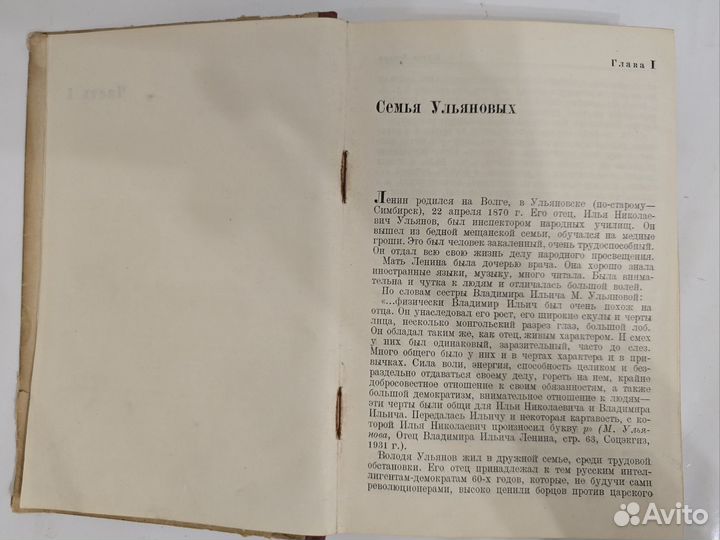 Глава I
Семья Ульяновых
Ленин родился на Волге, в Ульяновске (по-старому—
Симбирск), 22 апреля 1870 г. Его отец, Илья Николае-
вич Ульянов, был инспектором народных училищ. Он
вышел из бедной мещанской семьи, обучался на медные
гроши. Это был человек закаленный, очень трудоспособный.
Он отдал всю свою жизнь делу народного просвещения.
Мать Ленина была дочерью врача. Она хорошо знала
иностранные языки, музыку, много читала. Была внима-
тельна и чутка к людям и отличалась большой волей.
По словам сестры Владимира Ильича М. Ульяновой:
«...физически Владимир Ильич был очень похож на
отца. Он унаследовал его рост, его широкие скулы и черты
лица, несколько монгольский разрез глаз, большой лоб.
Он обладал таким же, как отец, живым характером. И смех
у них был одинаковый, заразительный, часто до слез.
Много общего было у них и в чертах характера и в при-
вычках. Сила воли, энергия, способность целиком и без-
раздельно отдаваться своему делу, гореть на нем, крайне
добросовестное отношение к своим обязанностям, а также
большой демократизм, внимательное отношение к людям—
эти черты были общи для Ильи Николаевича и Владимира
Ильича. Передалась Ильичу и некоторая картавость, с ко-
торой Илья Николаевич произносил букву р» (М. Улья-
нова, Отец Владимира Ильича Ленина, стр. 63, Соцэкгиз,
1931 г.).
Володя Ульянов жил в дружной семье, среди трудовой
обстановки. Его отец принадлежал к тем русским интел-
лигентам-демократам 60-х годов, которые, не будучи сами
революционерами, высоко ценили борцов против царского
Часть I
Avito